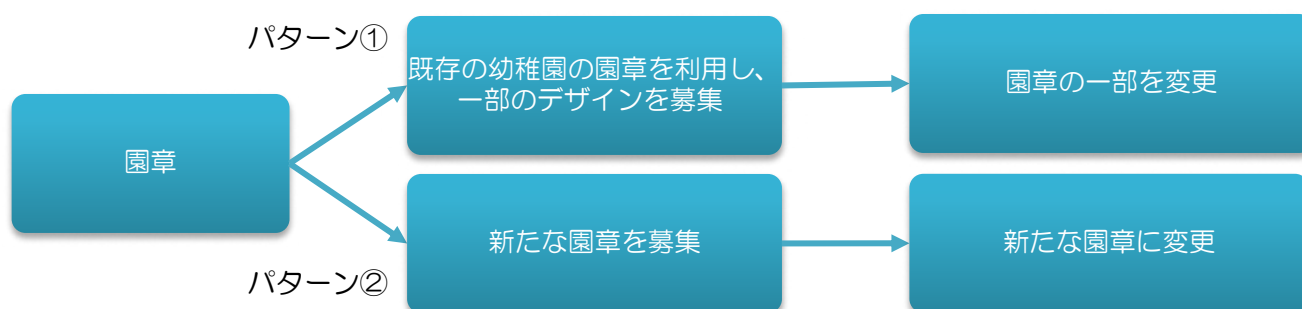 パターン①
既存の幼稚園の園章を利用し、
一部のデザインを募集
園章の一部を変更
園章
新たな園章を募集
新たな園章に変更
パターン②